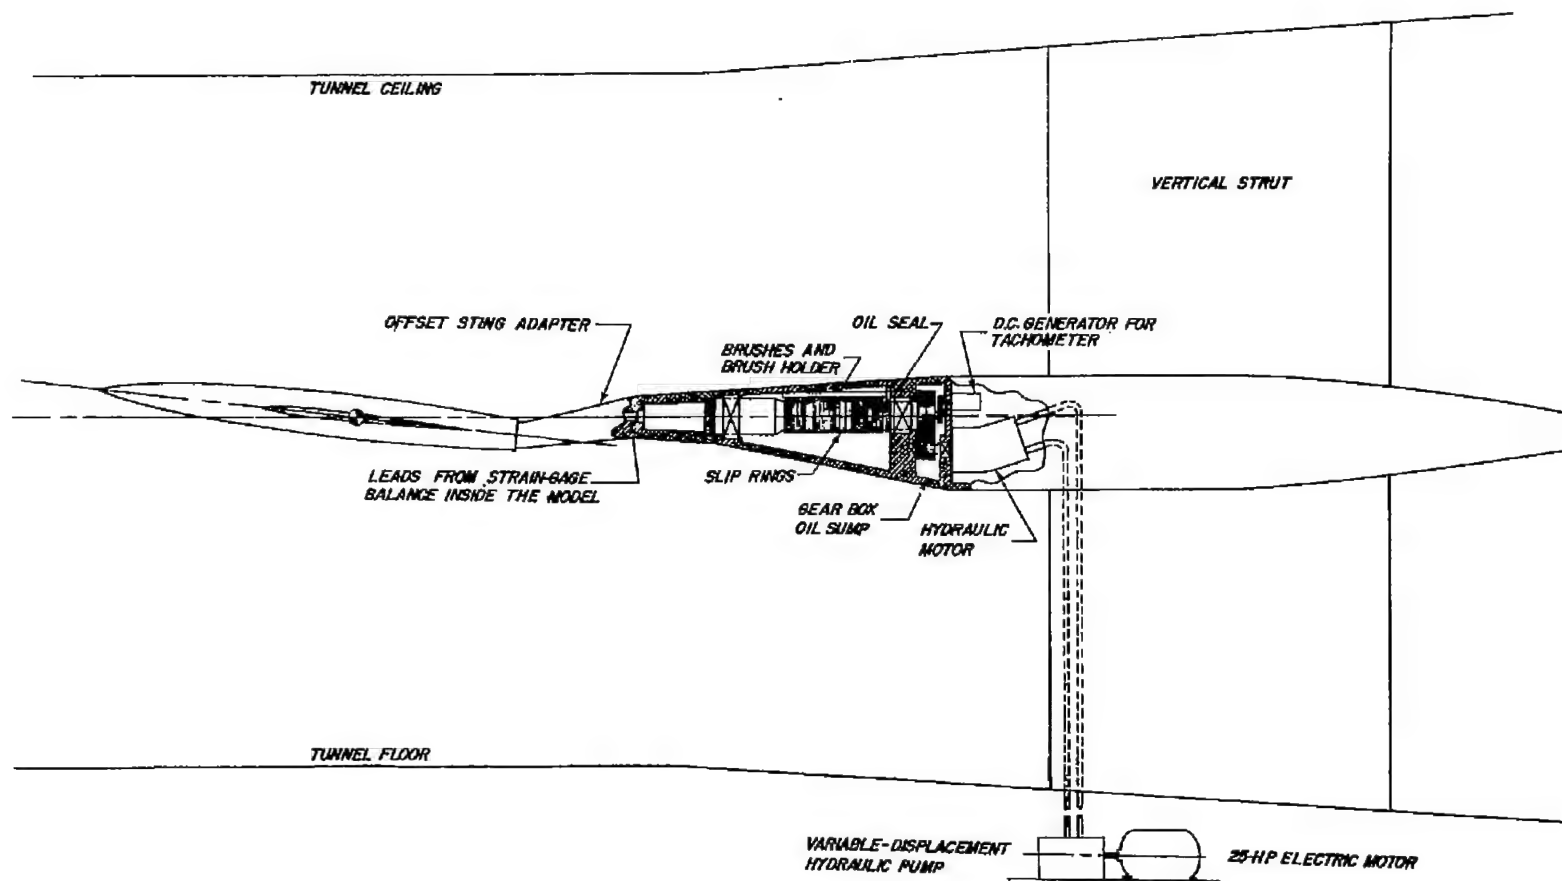 TUNNEL CEILING
VERTICAL STRUT
OFFSET STING ADAPTER
OIL SEAL
D.C. GENERATOR FOR
TACHOMETER
BRUSHES AND
BRUSH HOLDER
LEADS FROM STRAIN-GAGE
BALANCE INSIDE THE MODEL
SLIP RINGS
GEAR BOX
OIL SUMP
HYDRAULIC
MOTOR
TUNNEL FLOOR
VARIABLE-DISPLACEMENT
HYDRAULIC PUMP
25-HP ELECTRIC MOTOR